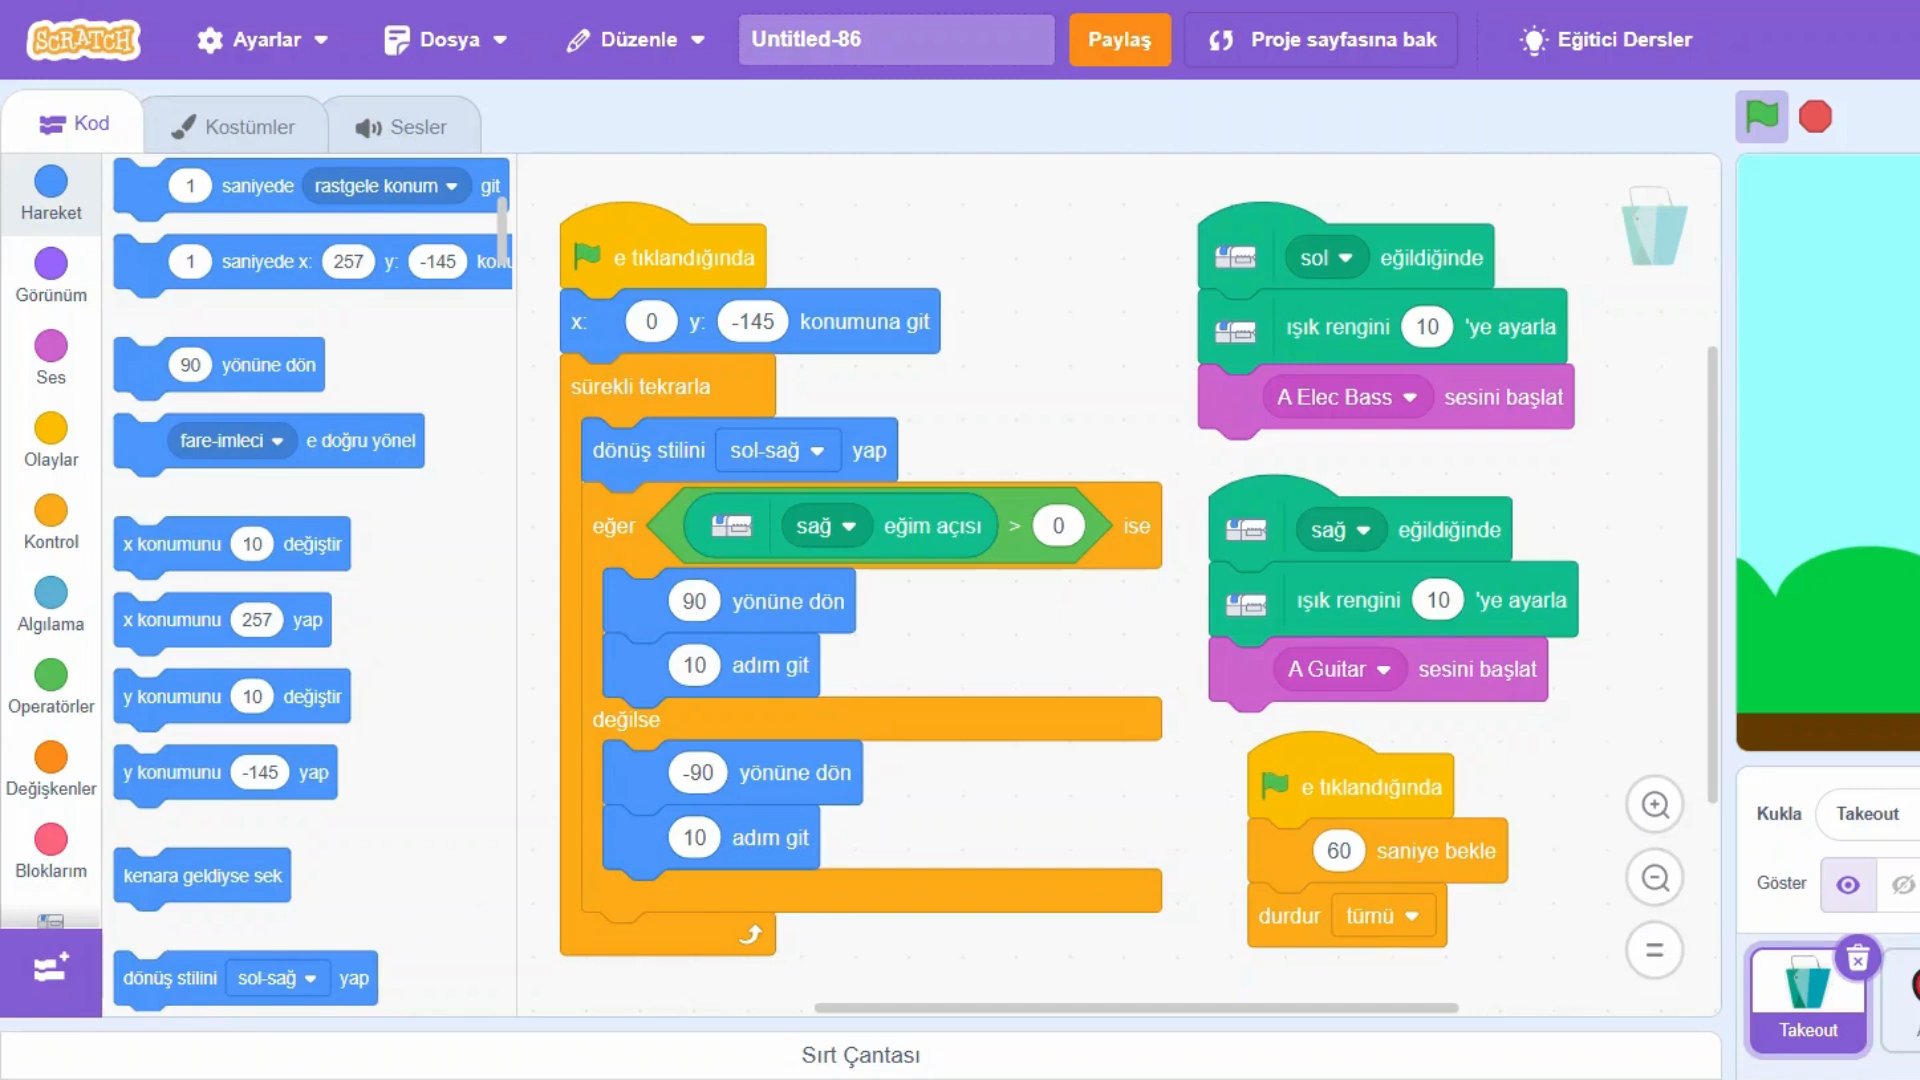 SCRATCH
Ayarlar
Dosya
Düzenle
Untitled-86
Paylaş
Proje sayfasına bak
Eğitici Dersler
Kod
Kostümler
Sesler
Hareket
Görünüm
Ses
Olaylar
Kontrol
Algılama
Operatörler
Değişkenler
Bloklarım
1 saniyede rastgele konum git
1 saniyede x: 257 y: -145
90 yönüne dön
fare-imleci e doğru yönel
x konumunu 10 değiştir
x konumunu 257 yap
y konumunu 10 değiştir
y konumunu -145 yap
kenara geldiyse sek
dönüş stilini sol-sağ yap
e tıklandığında
x: 0 y: -145 konumuna git
sürekli tekrarla
dönüş stilini sol-sağ yap
eğer sağ eğim açısı > 0 ise
90 yönüne dön
10 adım git
değilse
-90 yönüne dön
10 adım git
sol eğildiğinde
ışık rengini 10 'ye ayarla
A Elec Bass sesini başlat
sağ eğildiğinde
ışık rengini 10 'ye ayarla
A Guitar sesini başlat
e tıklandığında
60 saniye bekle
durdur tümü
Kukla Takeout
Göster
Takeout
Sırt Çantası